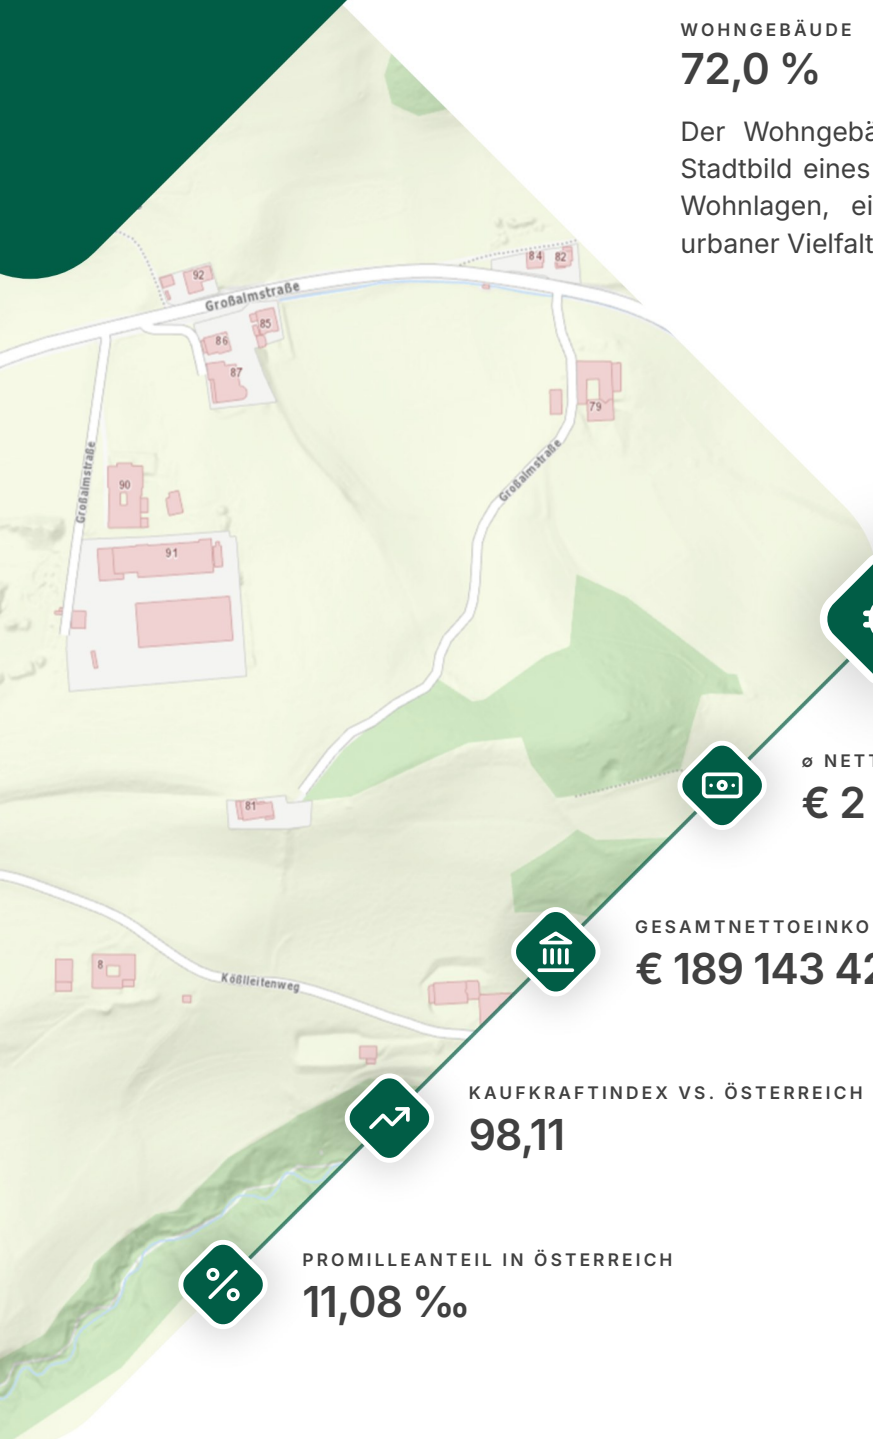 WOHNGEBÄUDE
72,0 %
Der Wohngebä
Stadtbild eines
Wohnlagen, ei
urbaner Vielfalt
84 82
92
Großalmstraße
85
86
87
79
Großalmstraße
Großalmstraße
90
91
ø NETT
€ 2
81
GESAMTNETTOEINKO
€ 189 143 42
8
Kößlleitenweg
KAUFKRAFTINDEX VS. ÖSTERREICH
98,11
PROMILLEANTEIL IN ÖSTERREICH
11,08 ‰